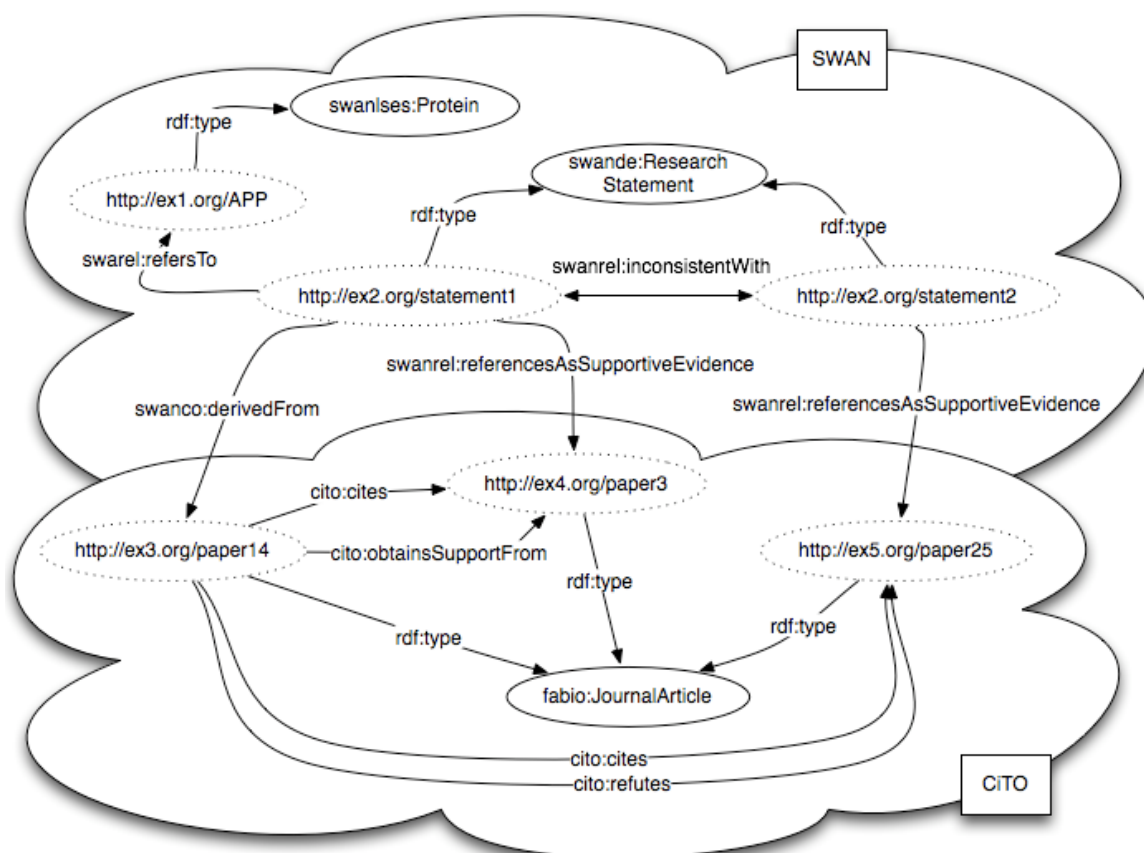 SWAN
swanlses:Protein
rdf:type
swande:Research
Statement
http://ex1.org/APP
rdf:type
rdf:type
swarel:refersTo
swanrel:inconsistentWith
http://ex2.org/statement1
http://ex2.org/statement2
swanrel:referencesAsSupportiveEvidence
swanco:derivedFrom
swanrel:referencesAsSupportiveEvidence
http://ex4.org/paper3
cito:cites
http://ex3.org/paper14
cito:obtainsSupportFrom
http://ex5.org/paper25
rdf:type
rdf:type
rdf:type
fabio:JournalArticle
cito:cites
cito:refutes
CiTO